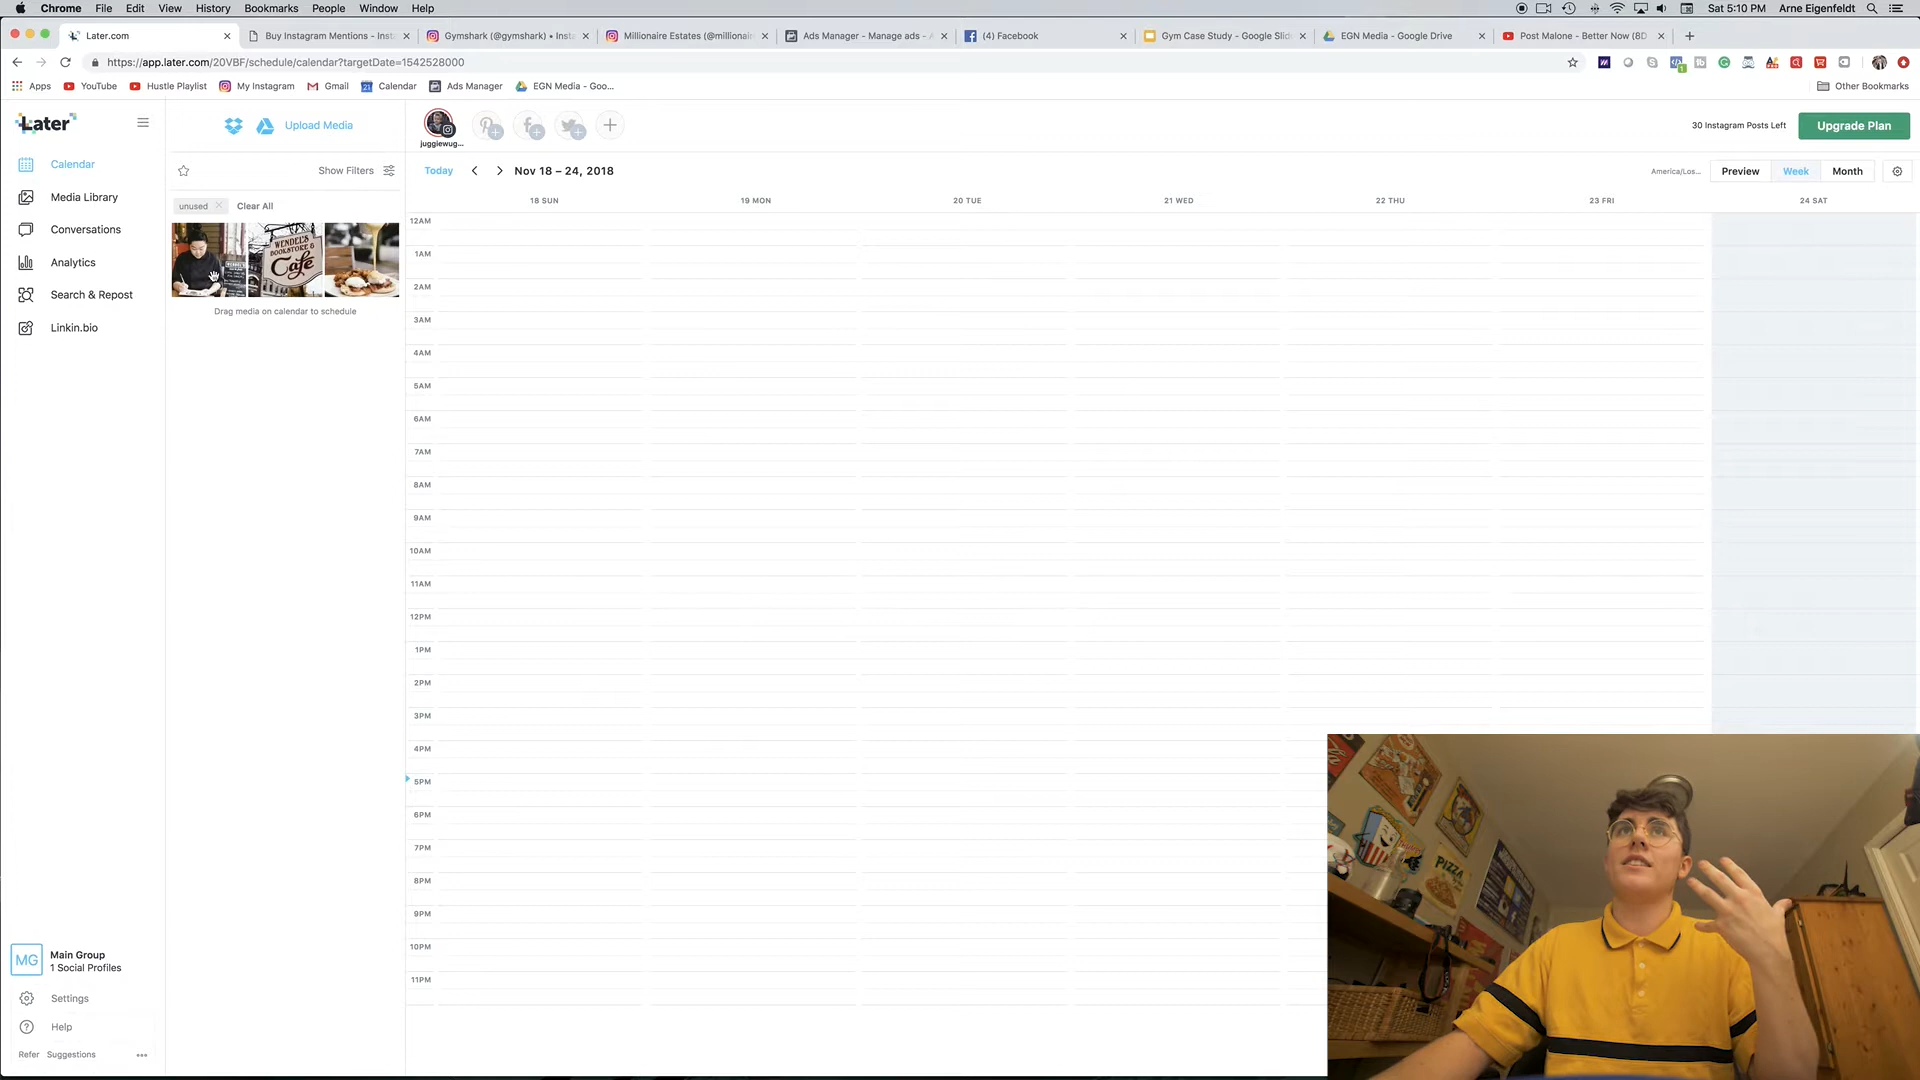 Chrome File Edit View History Bookmarks People Window Help
Sat 5:10 PM Arne Eigenfeldt
Later.com
Buy Instagram Mentions - Insta
Gymshark (@gymshark) • Insta
Millionaire Estates (@millionair
Ads Manager - Manage ads - A
(4) Facebook
Gym Case Study - Google Slid
EGN Media - Google Drive
Post Malone - Better Now (8D
https://app.later.com/20VBF/schedule/calendar?targetDate=1542528000
Apps YouTube Hustle Playlist My Instagram Gmail Calendar Ads Manager EGN Media - Goo...
Other Bookmarks
Later
Upload Media
juggiewug...
30 Instagram Posts Left
Upgrade Plan
Calendar
Media Library
Conversations
Analytics
Search & Repost
Linkin.bio
Show Filters
unused
Clear All
WENDEL'S
BOOKSTORE &
Cafe
Drag media on calendar to schedule
Today
Nov 18 – 24, 2018
America/Los...
Preview
Week
Month
18 SUN
19 MON
20 TUE
21 WED
22 THU
23 FRI
24 SAT
12AM
1AM
2AM
3AM
4AM
5AM
6AM
7AM
8AM
9AM
10AM
11AM
12PM
1PM
2PM
3PM
4PM
5PM
6PM
7PM
8PM
9PM
10PM
11PM
MG
Main Group
1 Social Profiles
Settings
Help
Refer Suggestions
PIZZA